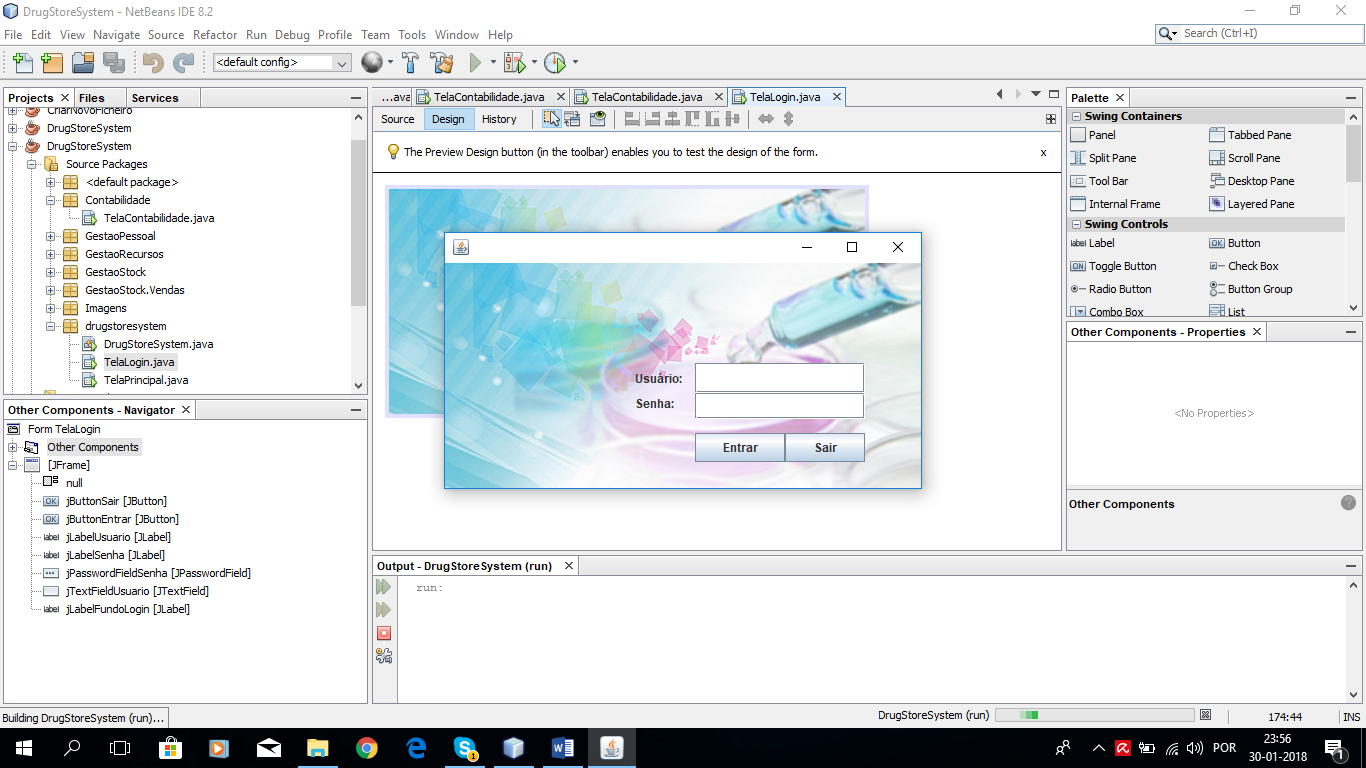 DrugStoreSystem - NetBeans IDE 8.2
File Edit View Navigate Source Refactor Run Debug Profile Team Tools Window Help
Search (Ctrl+I)
<default config>
Projects Files Services
CriarNovoFicheiro
DrugStoreSystem
DrugStoreSystem
Source Packages
<default package>
Contabilidade
TelaContabilidade.java
GestaoPessoal
GestaoRecursos
GestaoStock
GestaoStock.Vendas
Imagens
drugstoresystem
DrugStoreSystem.java
TelaLogin.java
TelaPrincipal.java
Other Components - Navigator
Form TelaLogin
Other Components
[JFrame]
null
jButtonSair [JButton]
jButtonEntrar [JButton]
jLabelUsuario [JLabel]
jLabelSenha [JLabel]
jPasswordFieldSenha [JPasswordField]
jTextFieldUsuario [JTextField]
jLabelFundoLogin [JLabel]
...ava TelaContabilidade.java TelaContabilidade.java TelaLogin.java
Source Design History
The Preview Design button (in the toolbar) enables you to test the design of the form. x
Usuário:
Senha:
Entrar Sair
Output - DrugStoreSystem (run)
run:
Palette
Swing Containers
Panel Tabbed Pane
Split Pane Scroll Pane
Tool Bar Desktop Pane
Internal Frame Layered Pane
Swing Controls
Label Button
Toggle Button Check Box
Radio Button Button Group
Combo Box List
Other Components - Properties
<No Properties>
Other Components
Building DrugStoreSystem (run)...
DrugStoreSystem (run)
174:44 INS
POR
23:56
30-01-2018